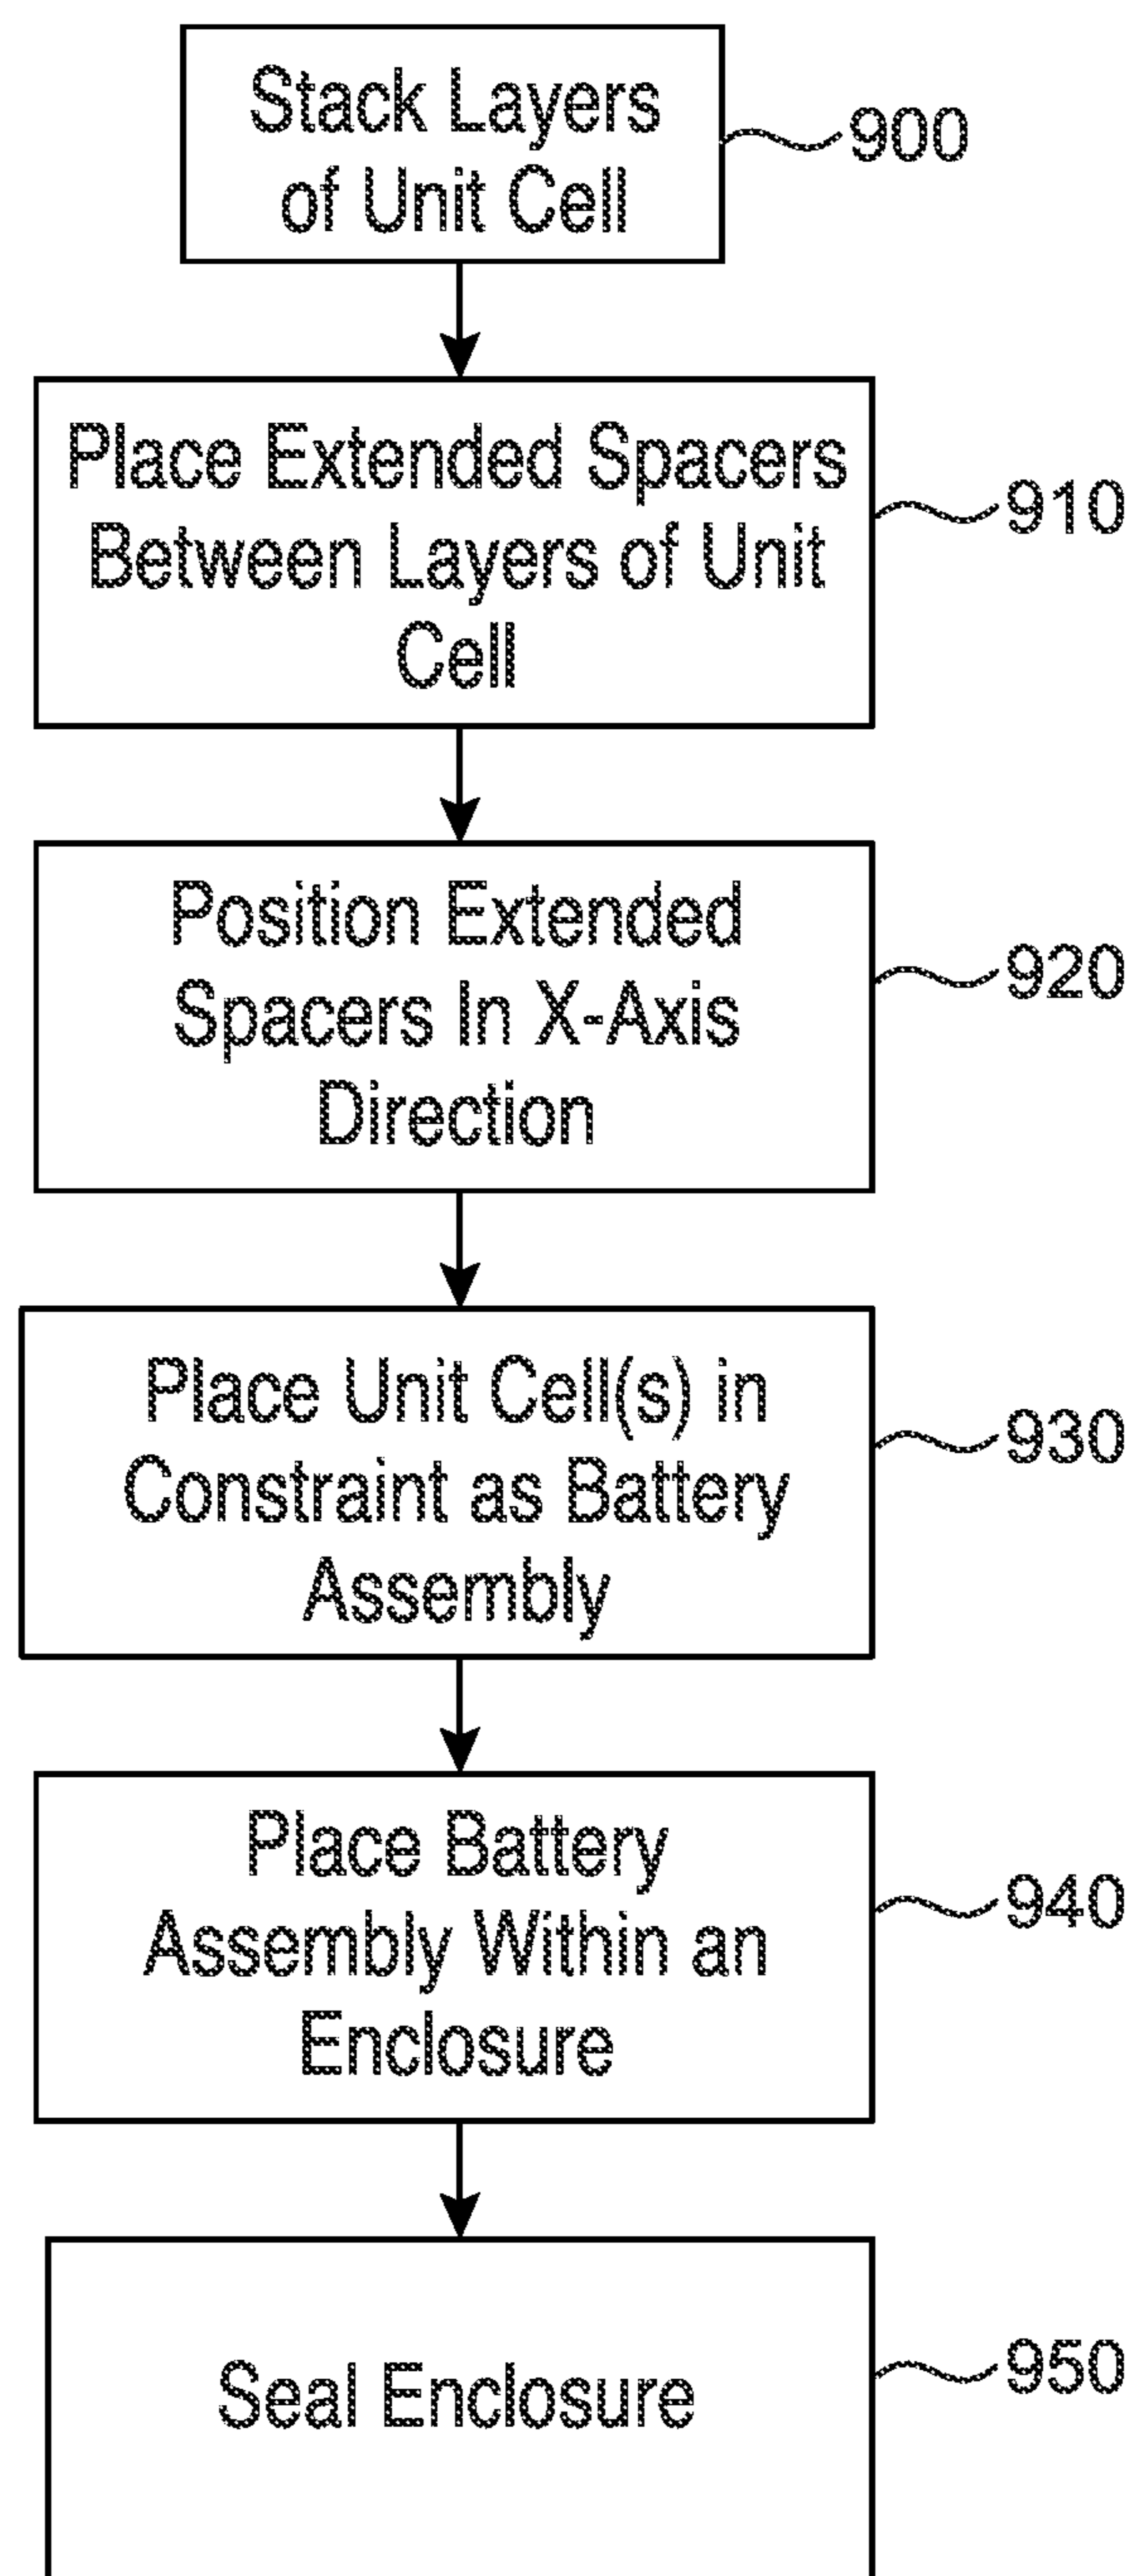 Stack Layers
of Unit Cell
900
Place Extended Spacers
Between Layers of Unit
Cell
910
Position Extended
Spacers In X-Axis
Direction
920
Place Unit Cell(s) in
Constraint as Battery
Assembly
930
Place Battery
Assembly Within an
Enclosure
940
Seal Enclosure
950